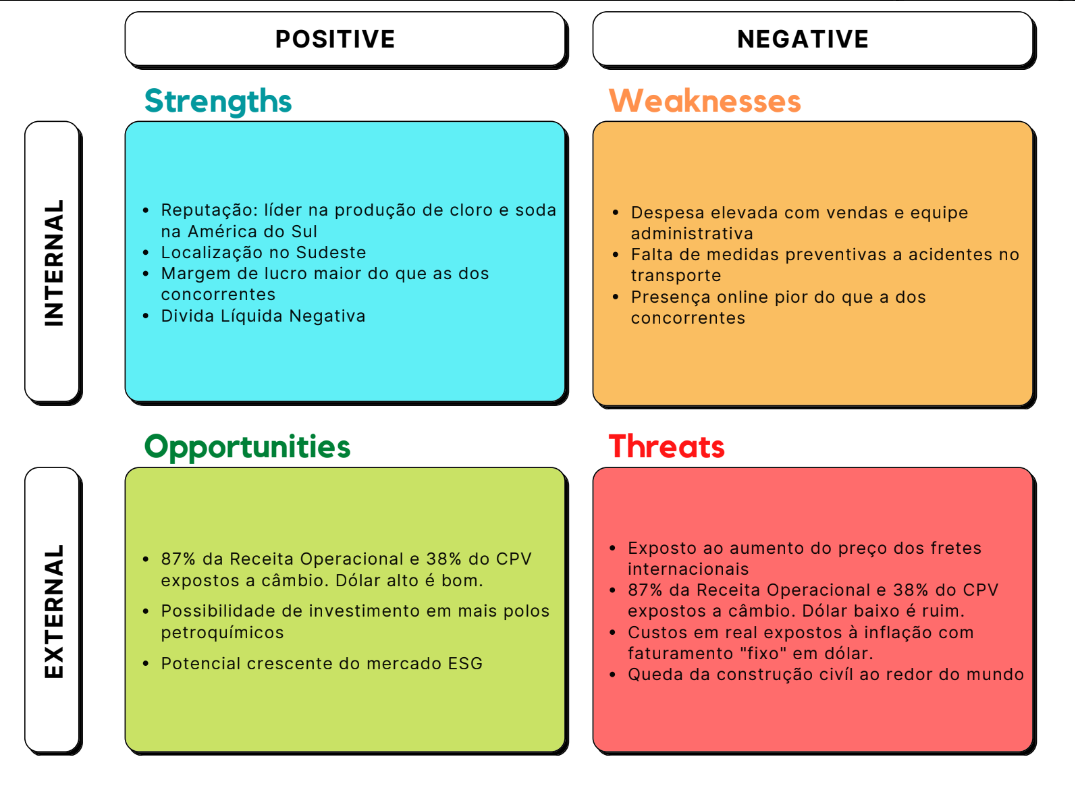 POSITIVE
NEGATIVE
Strengths
Weaknesses
INTERNAL
• Reputação: líder na produção de cloro e soda
na América do Sul
• Localização no Sudeste
• Margem de lucro maior do que as dos
concorrentes
• Divida Líquida Negativa
• Despesa elevada com vendas e equipe
administrativa
• Falta de medidas preventivas a acidentes no
transporte
• Presença online pior do que a dos
concorrentes
Opportunities
Threats
EXTERNAL
• 87% da Receita Operacional e 38% do CPV
expostos a câmbio. Dólar alto é bom.
• Possibilidade de investimento em mais polos
petroquímicos
• Potencial crescente do mercado ESG
• Exposto ao aumento do preço dos fretes
internacionais
• 87% da Receita Operacional e 38% do CPV
expostos a câmbio. Dólar baixo é ruim.
• Custos em real expostos à inflação com
faturamento "fixo" em dólar.
• Queda da construção civíl ao redor do mundo